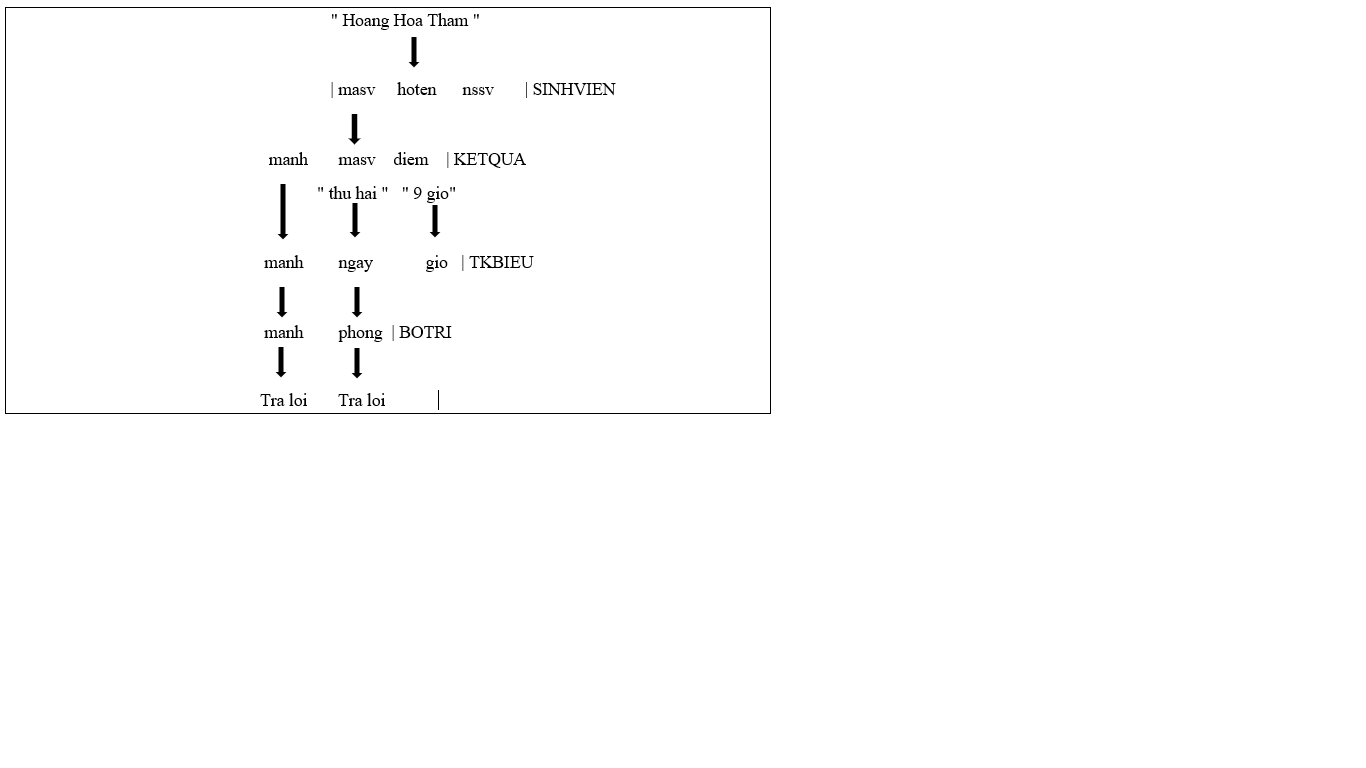 " Hoang Hoa Tham "
| masv hoten nssv | SINHVIEN
manh masv diem | KETQUA
" thu hai " " 9 gio"
manh ngay gio | TKBIEU
manh phong | BOTRI
Tra loi Tra loi |